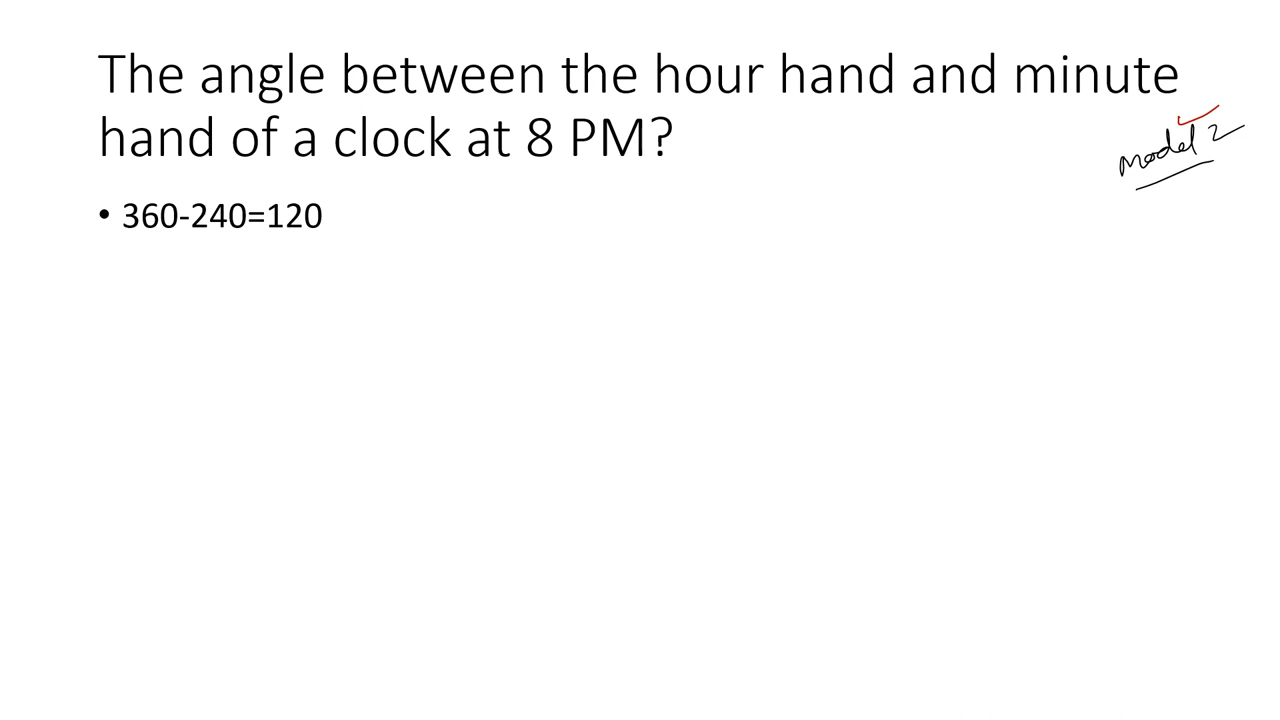 The angle between the hour hand and minute
hand of a clock at 8 PM?
Model 2
• 360-240=120